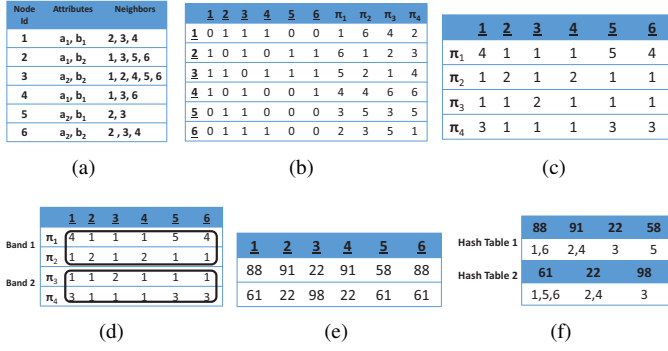 Node Id Attributes Neighbors
1 a1, b1 2, 3, 4
2 a1, b2 1, 3, 5, 6
3 a2, b2 1, 2, 4, 5, 6
4 a1, b1 1, 3, 6
5 a2, b1 2, 3
6 a2, b2 2 , 3, 4
(a)
1 2 3 4 5 6 π1 π2 π3 π4
1 0 1 1 1 0 0 1 6 4 2
2 1 0 1 0 1 1 6 1 2 3
3 1 1 0 1 1 1 5 2 1 4
4 1 0 1 0 0 1 4 4 6 6
5 0 1 1 0 0 0 3 5 3 5
6 0 1 1 1 0 0 2 3 5 1
(b)
1 2 3 4 5 6
π1 4 1 1 1 5 4
π2 1 2 1 2 1 1
π3 1 1 2 1 1 1
π4 3 1 1 1 3 3
(c)
1 2 3 4 5 6
Band 1
π1 4 1 1 1 5 4
π2 1 2 1 2 1 1
Band 2
π3 1 1 2 1 1 1
π4 3 1 1 1 3 3
(d)
1 2 3 4 5 6
88 91 22 91 58 88
61 22 98 22 61 61
(e)
88 91 22 58
Hash Table 1
1,6 2,4 3 5
Hash Table 2
61 22 98
1,5,6 2,4 3
(f)